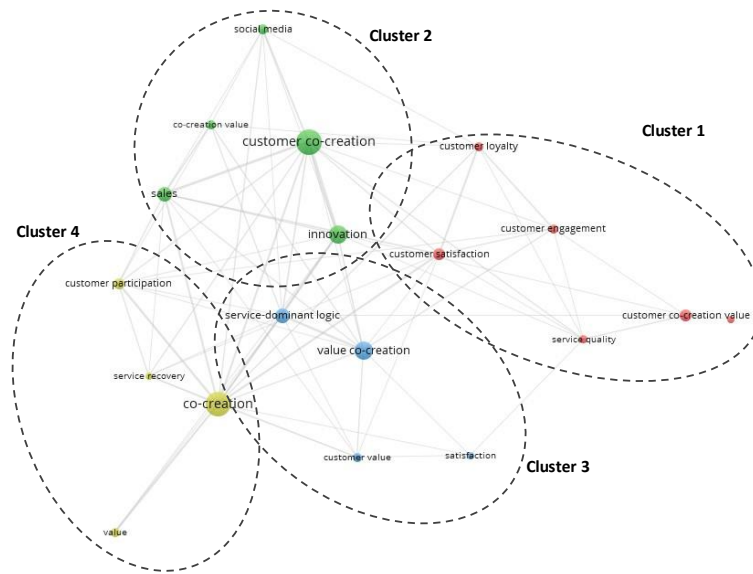 social media
Cluster 2
co-creation value
customer co-creation
Cluster 1
customer loyalty
sales
Cluster 4
innovation
customer engagement
customer satisfaction
customer participation
service-dominant logic
customer co-creation value
service quality
value co-creation
service recovery
co-creation
customer value
satisfaction
Cluster 3
value